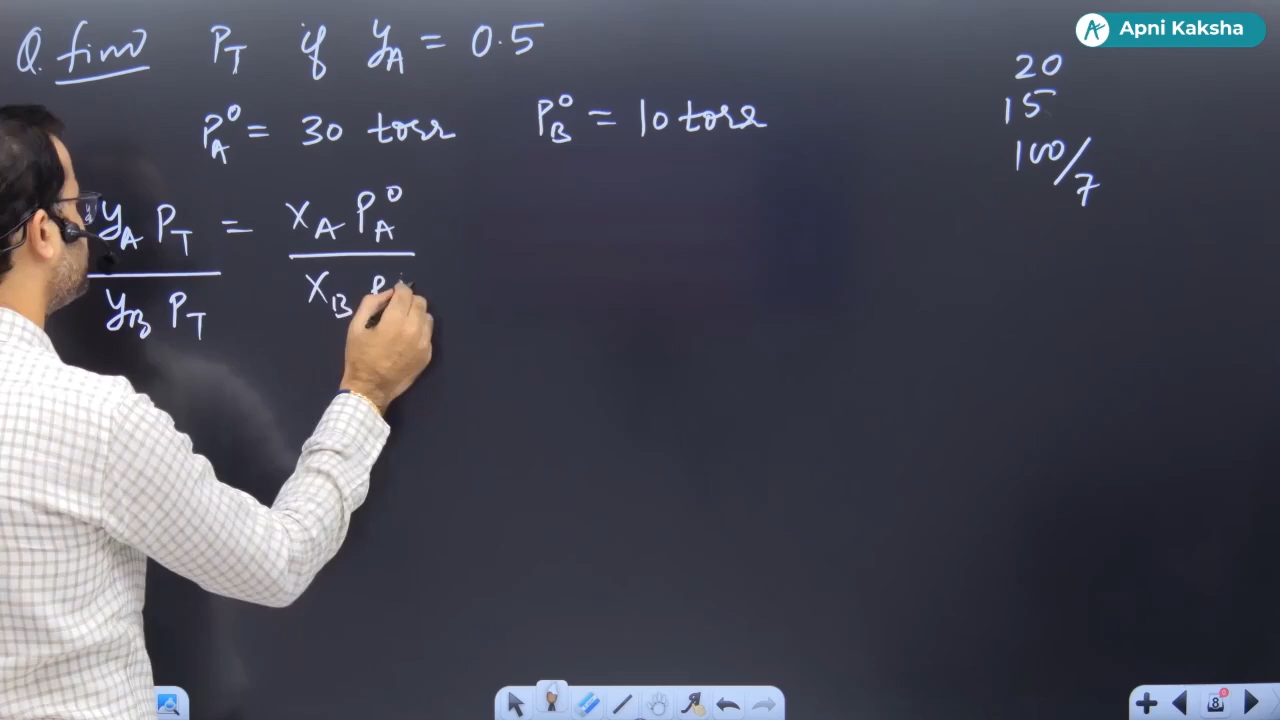 Q. find P_T if y_A = 0.5
P_A^0 = 30 torr P_B^0 = 10 torr
y_A P_T = x_A P_A^0
y_B P_T x_B P
20
15
100/7
Apni Kaksha
8